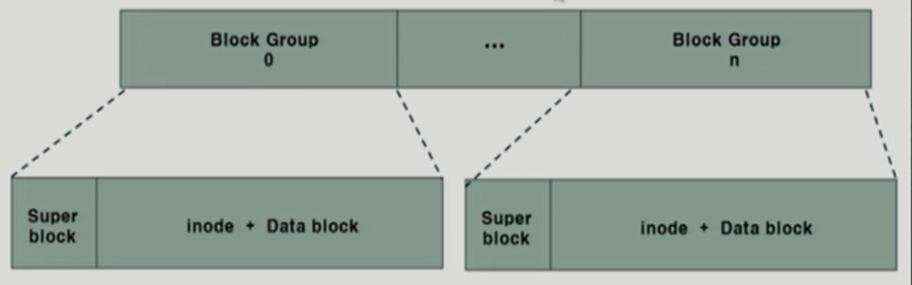 Block Group
0
...
Block Group
n
Super
block
inode + Data block
Super
block
inode + Data block